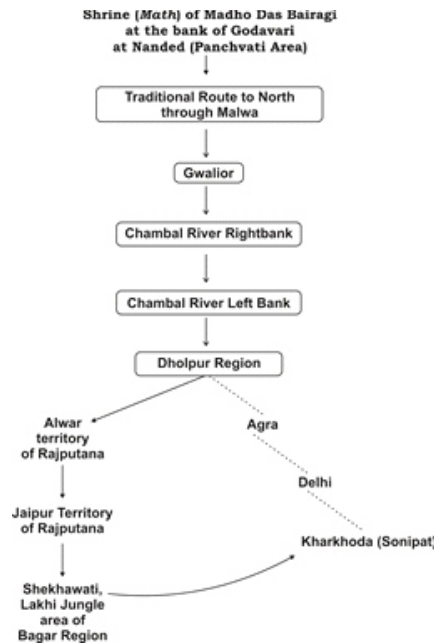 Shrine (Math) of Madho Das Bairagi
at the bank of Godavari
at Nanded (Panchvati Area)
Traditional Route to North
through Malwa
Gwalior
Chambal River Rightbank
Chambal River Left Bank
Dholpur Region
Alwar
territory
of Rajputana
Agra
Delhi
Jaipur Territory
of Rajputana
Kharkhoda (Sonipat)
Shekhawati,
Lakhi Jungle
area of
Bagar Region